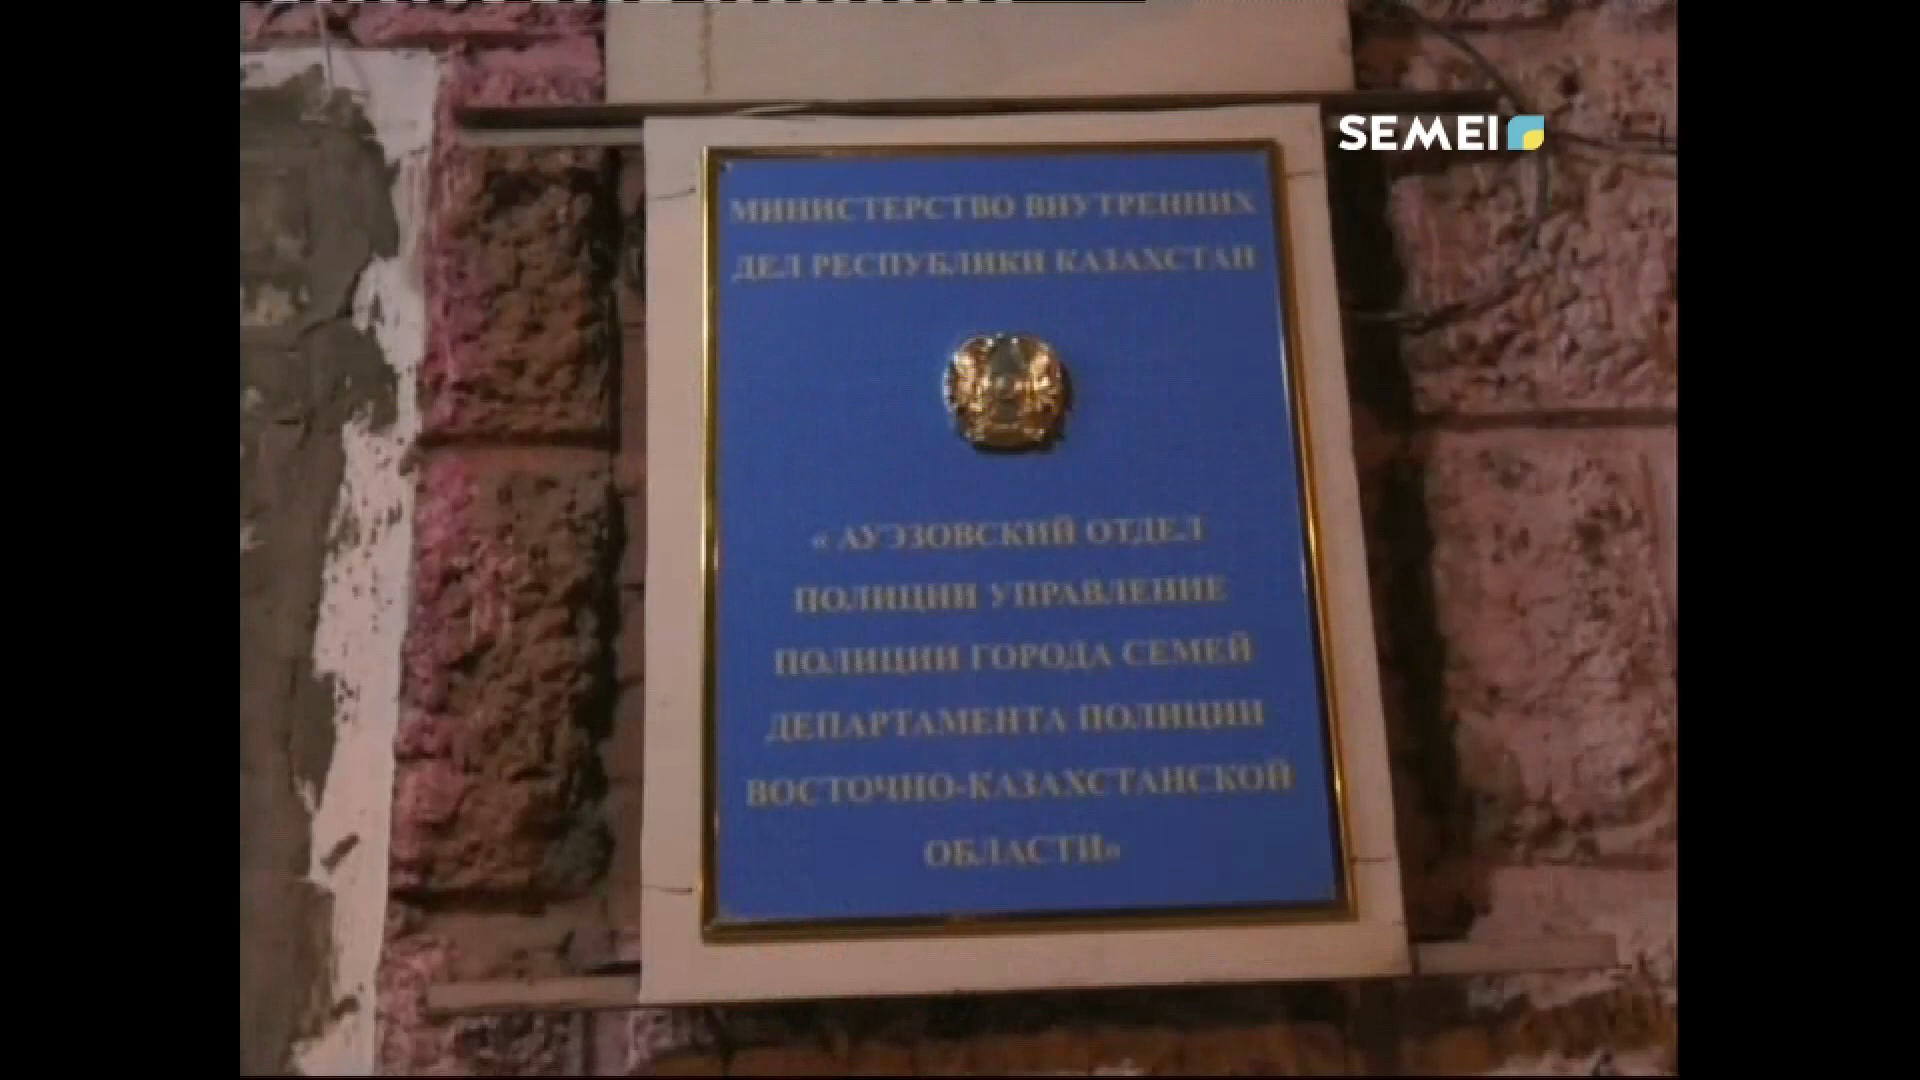 SEMEI
МИНИСТЕРСТВО ВНУТРЕННИХ
ДЕЛ РЕСПУБЛИКИ КАЗАХСТАН
« АУЭЗОВСКИЙ ОТДЕЛ
ПОЛИЦИИ УПРАВЛЕНИЕ
ПОЛИЦИИ ГОРОДА СЕМЕЙ
ДЕПАРТАМЕНТА ПОЛИЦИИ
ВОСТОЧНО-КАЗАХСТАНСКОЙ
ОБЛАСТИ»